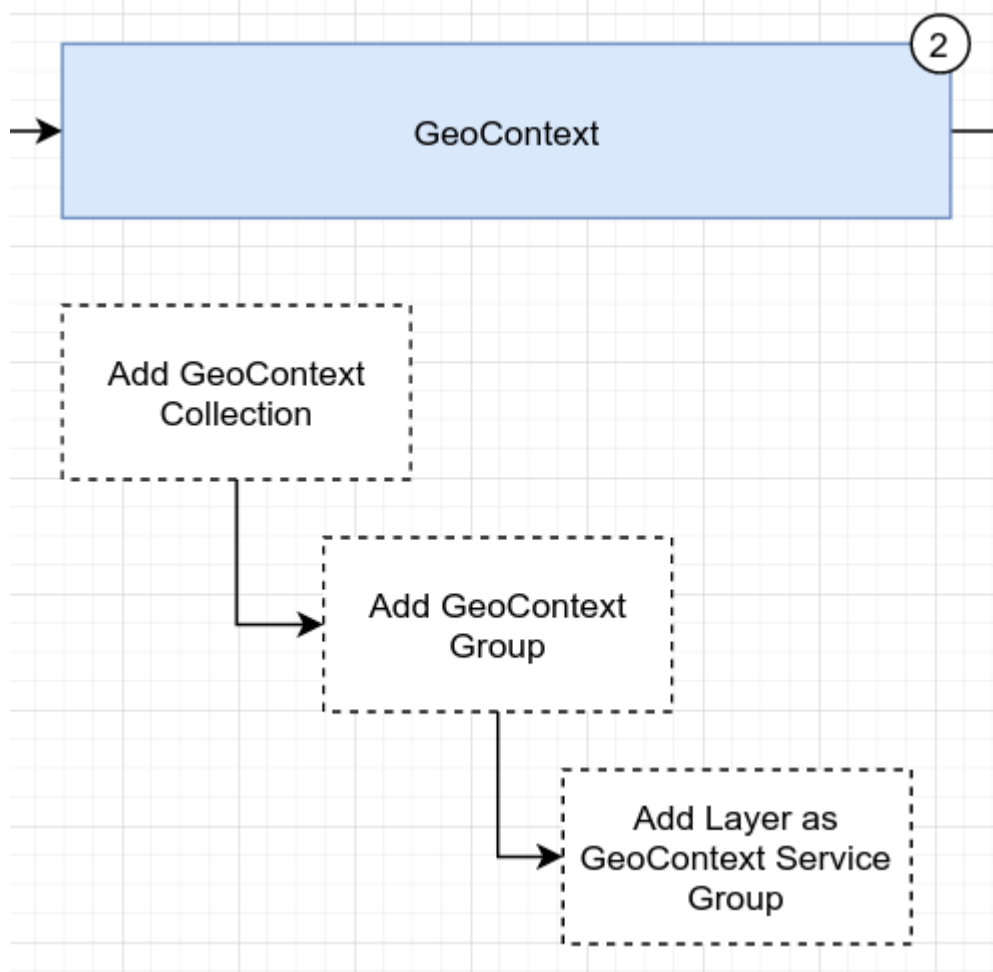 2
GeoContext
Add GeoContext
Collection
Add GeoContext
Group
Add Layer as
GeoContext Service
Group